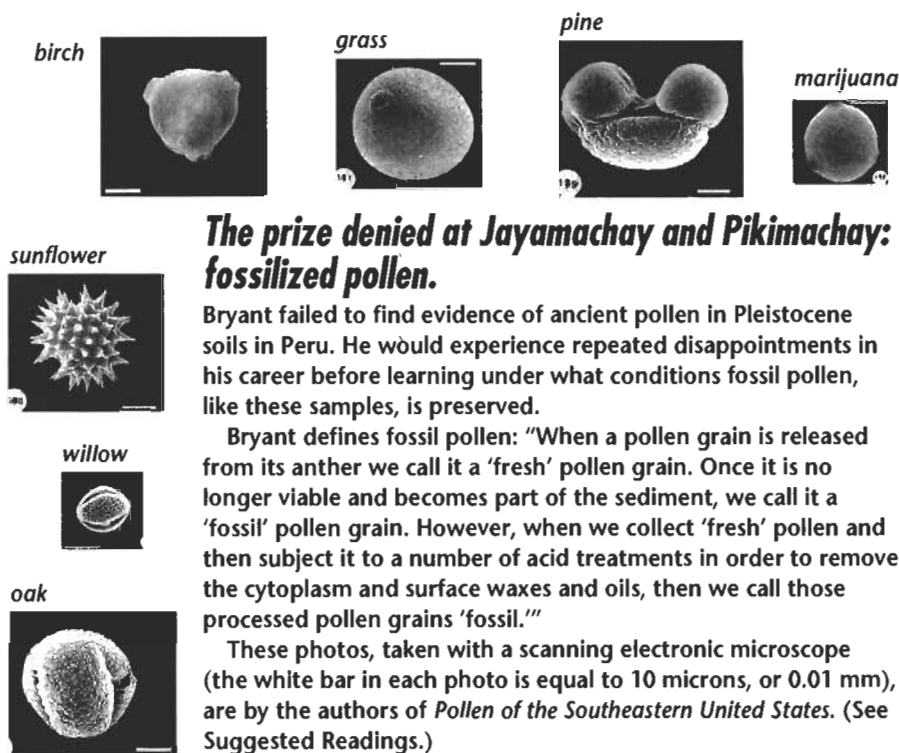 birch
grass
pine
marijuana
The prize denied at Jayamachay and Pikimachay:
fossilized pollen.
sunflower
Bryant failed to find evidence of ancient pollen in Pleistocene
soils in Peru. He would experience repeated disappointments in
his career before learning under what conditions fossil pollen,
like these samples, is preserved.
Bryant defines fossil pollen: “When a pollen grain is released
willow
from its anther we call it a ‘fresh’ pollen grain. Once it is no
longer viable and becomes part of the sediment, we call it a
‘fossil’ pollen grain. However, when we collect ‘fresh’ pollen and
then subject it to a number of acid treatments in order to remove
the cytoplasm and surface waxes and oils, then we call those
oak
processed pollen grains ‘fossil.’”
These photos, taken with a scanning electronic microscope
(the white bar in each photo is equal to 10 microns, or 0.01 mm),
are by the authors of Pollen of the Southeastern United States. (See
Suggested Readings.)